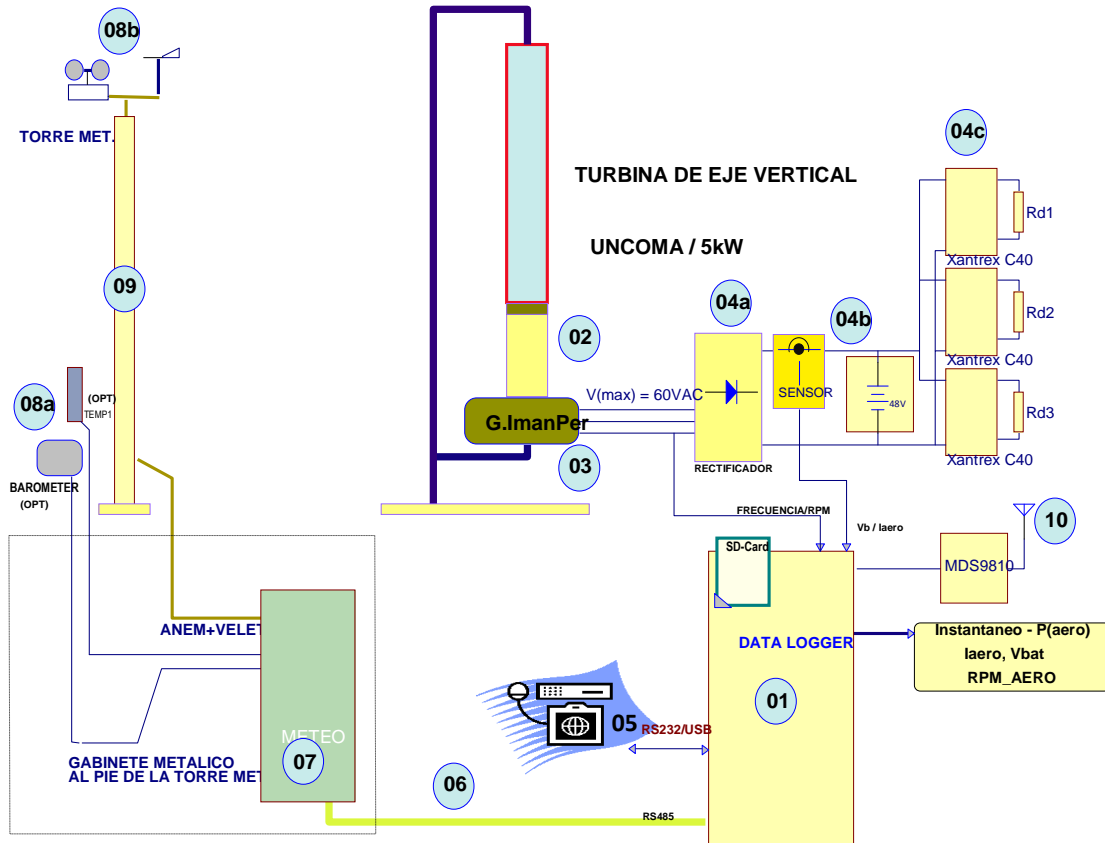 08b
TORRE MET.
04c
TURBINA DE EJE VERTICAL
Rd1
UNCOMA / 5kW
Xantrex C40
09
04a
04b
Rd2
02
Xantrex C40
08a
(OPT)
TEMP1
V(max) = 60VAC
SENSOR
48V
Rd3
G.ImanPer
BAROMETER
(OPT)
03
RECTIFICADOR
Xantrex C40
FRECUENCIA/RPM
Vb / Iaero
10
SD-Card
MDS9810
ANEM+VELET
DATA LOGGER
Instantaneo - P(aero)
Iaero, Vbat
RPM_AERO
01
05
RS232/USB
METEO
GABINETE METALICO
AL PIE DE LA TORRE MET
07
06
RS485